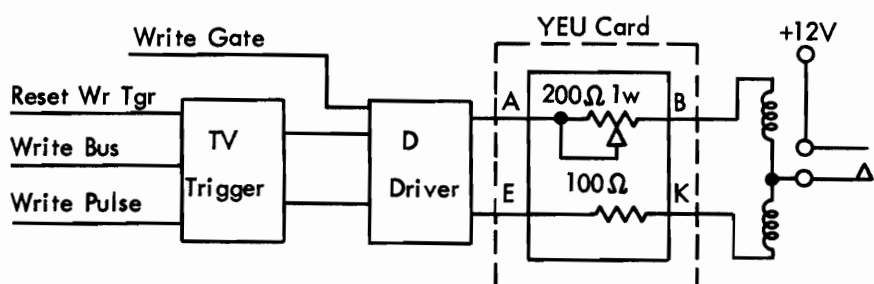 YEU Card
+12V
Write Gate
Reset Wr Tgr
A
200Ω 1w
B
TV
Trigger
D
Driver
Write Bus
100Ω
Write Pulse
E
K
Δ